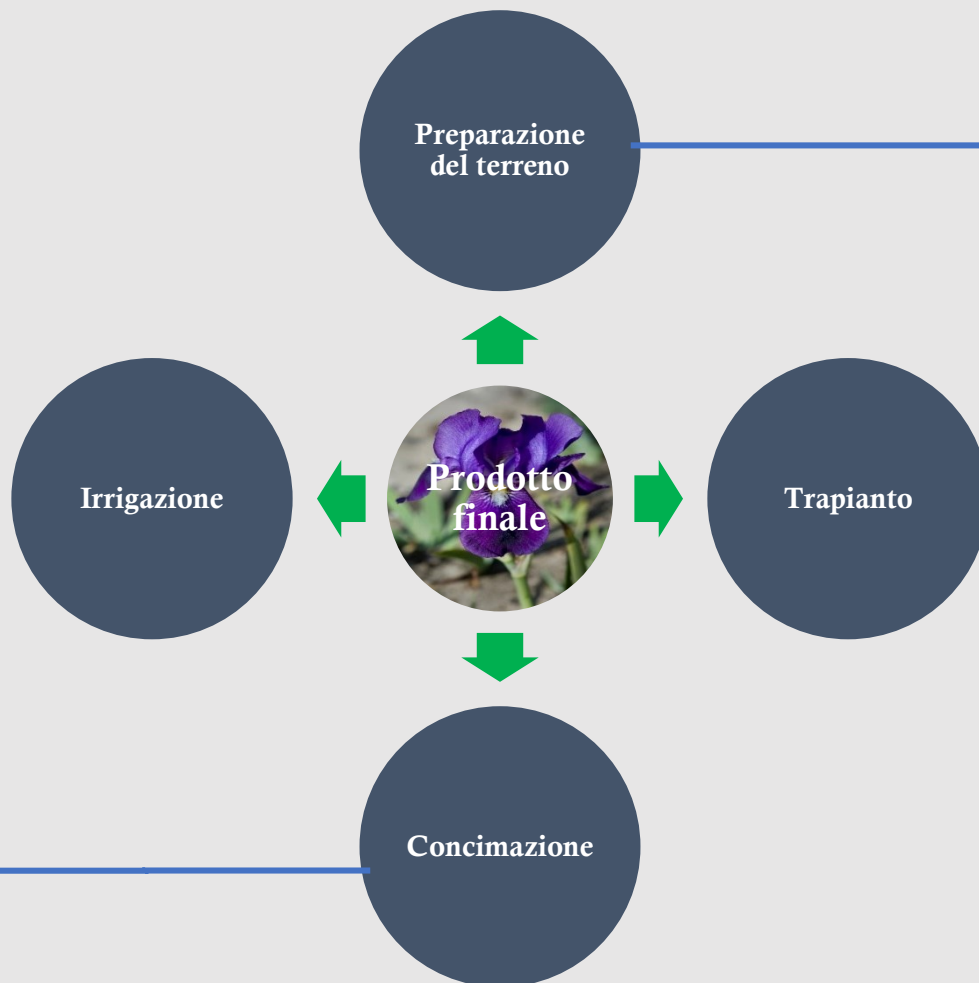 Preparazione
del terreno
Irrigazione
Prodotto
finale
Trapianto
Concimazione